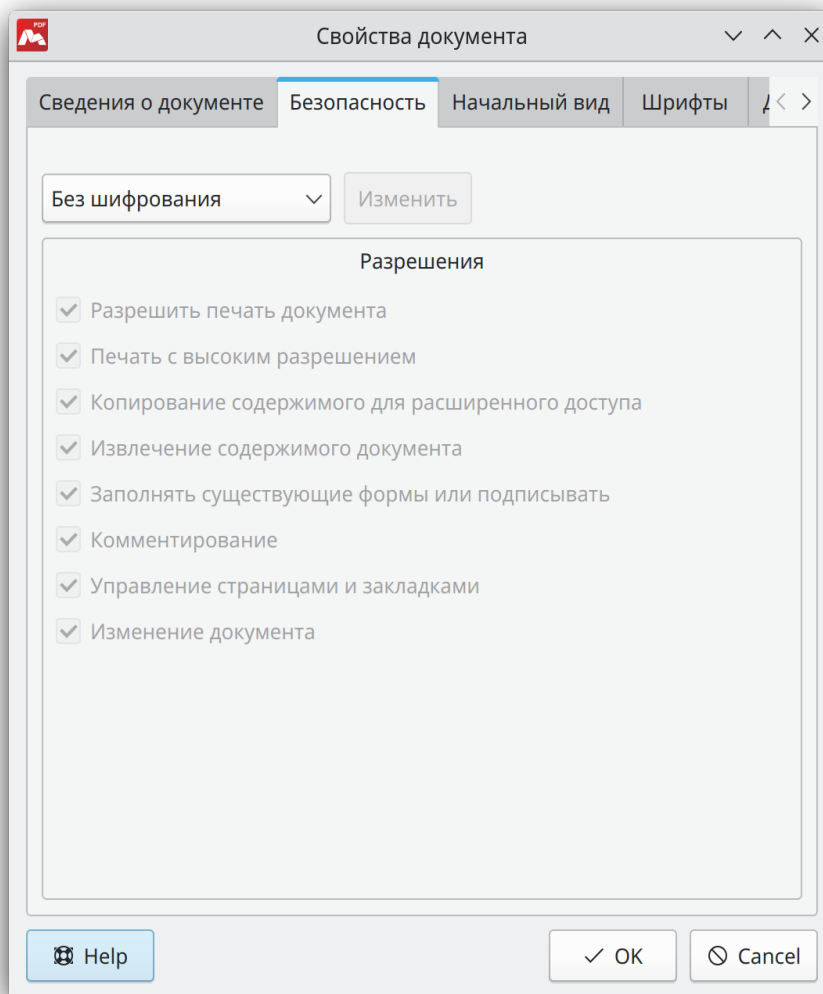 PDF
Свойства документа
Сведения о документе Безопасность Начальный вид Шрифты
Без шифрования Изменить
Разрешения
Разрешить печать документа
Печать с высоким разрешением
Копирование содержимого для расширенного доступа
Извлечение содержимого документа
Заполнять существующие формы или подписывать
Комментирование
Управление страницами и закладками
Изменение документа
Help OK Cancel